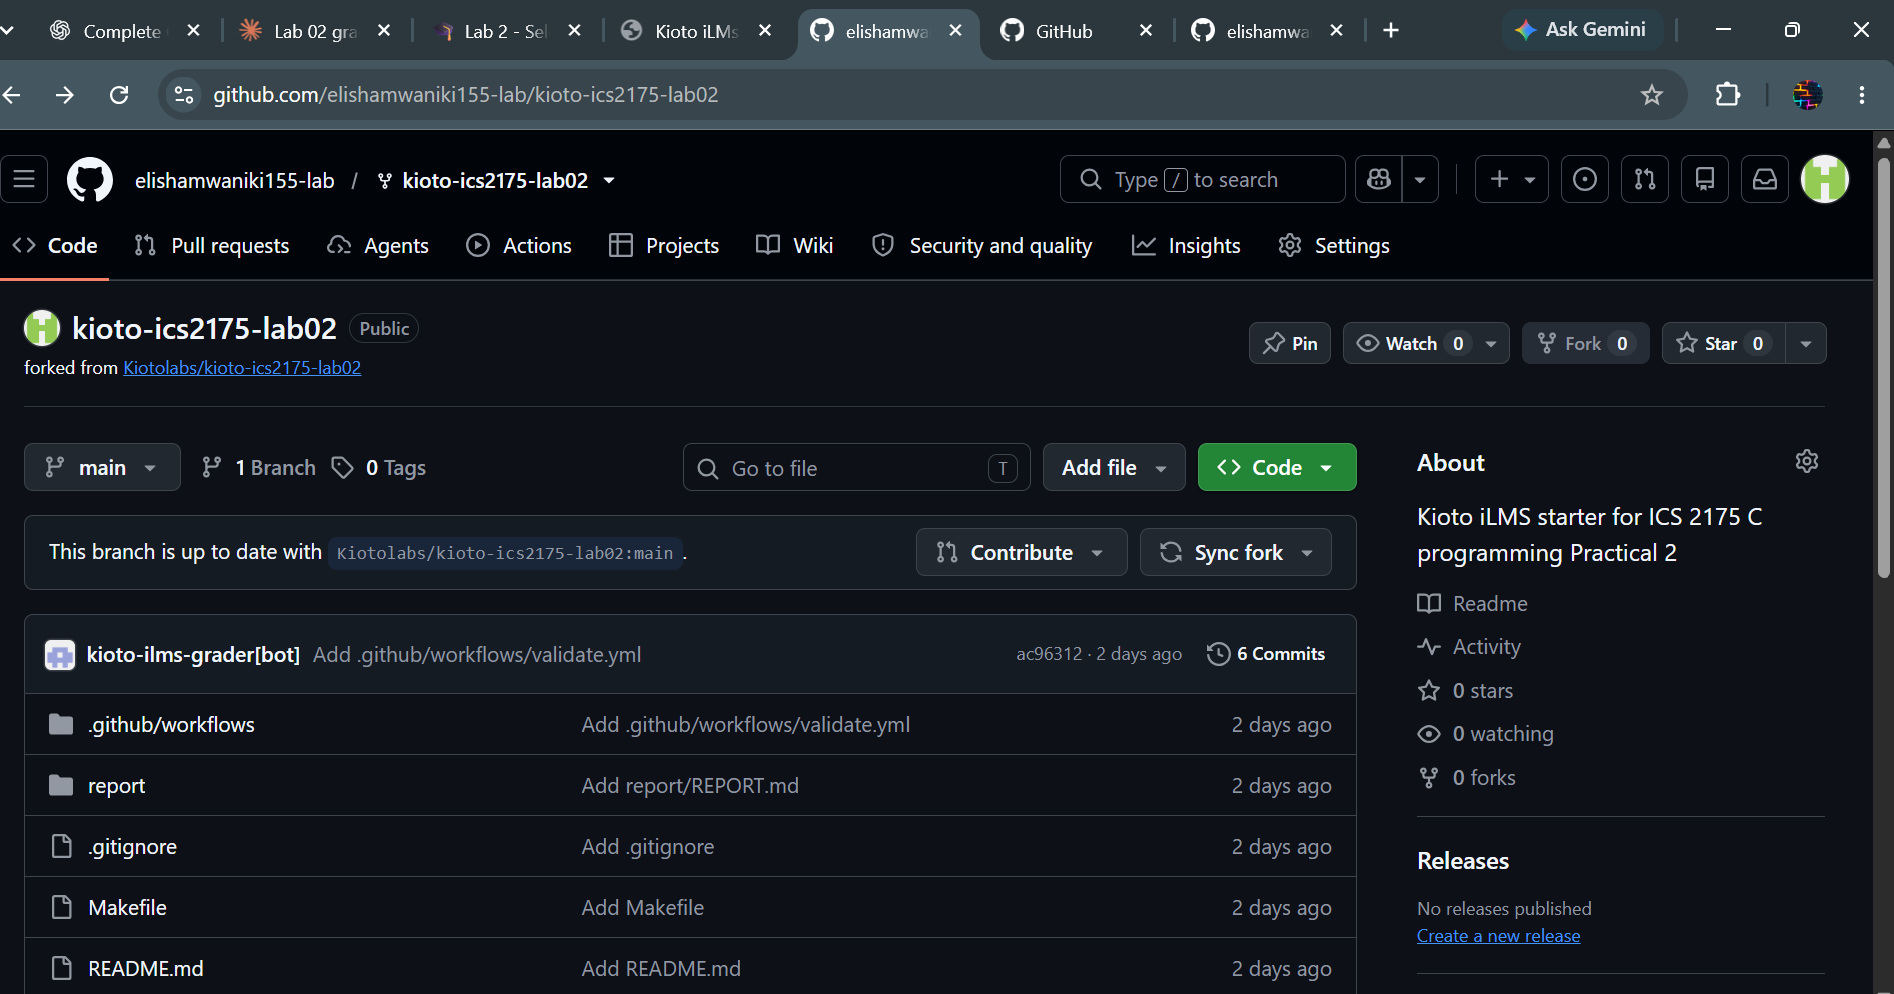 Complete
Lab 02 gra
Lab 2 - Sel
Kioto iLMs
elishamwa
GitHub
elishamwa
Ask Gemini
github.com/elishamwaniki155-lab/kioto-ics2175-lab02
elishamwaniki155-lab / kioto-ics2175-lab02
Type / to search
Code
Pull requests
Agents
Actions
Projects
Wiki
Security and quality
Insights
Settings
kioto-ics2175-lab02 Public
forked from Kiotolabs/kioto-ics2175-lab02
Pin
Watch 0
Fork 0
Star 0
main
1 Branch
0 Tags
Go to file T
Add file
Code
This branch is up to date with Kiotolabs/kioto-ics2175-lab02:main .
Contribute
Sync fork
kioto-ilms-grader[bot] Add .github/workflows/validate.yml ac96312 · 2 days ago 6 Commits
.github/workflows Add .github/workflows/validate.yml 2 days ago
report Add report/REPORT.md 2 days ago
.gitignore Add .gitignore 2 days ago
Makefile Add Makefile 2 days ago
README.md Add README.md 2 days ago
About
Kioto iLMS starter for ICS 2175 C
programming Practical 2
Readme
Activity
0 stars
0 watching
0 forks
Releases
No releases published
Create a new release